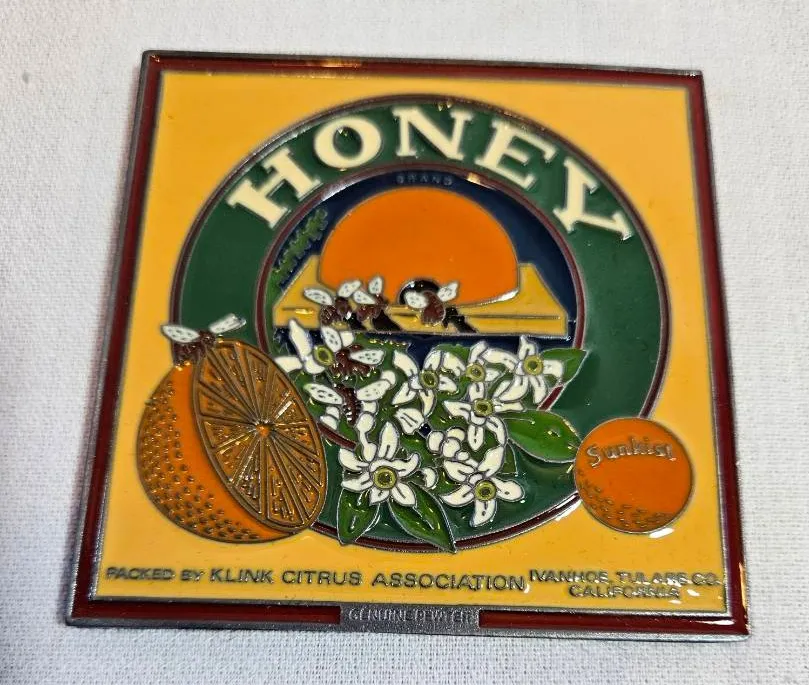 HONEY
BRAND
Sunkist
PACKED BY KLINK CITRUS ASSOCIATION
IVANHOE, TULARE CO.
CALIFORNIA
GENUINE PEWTER